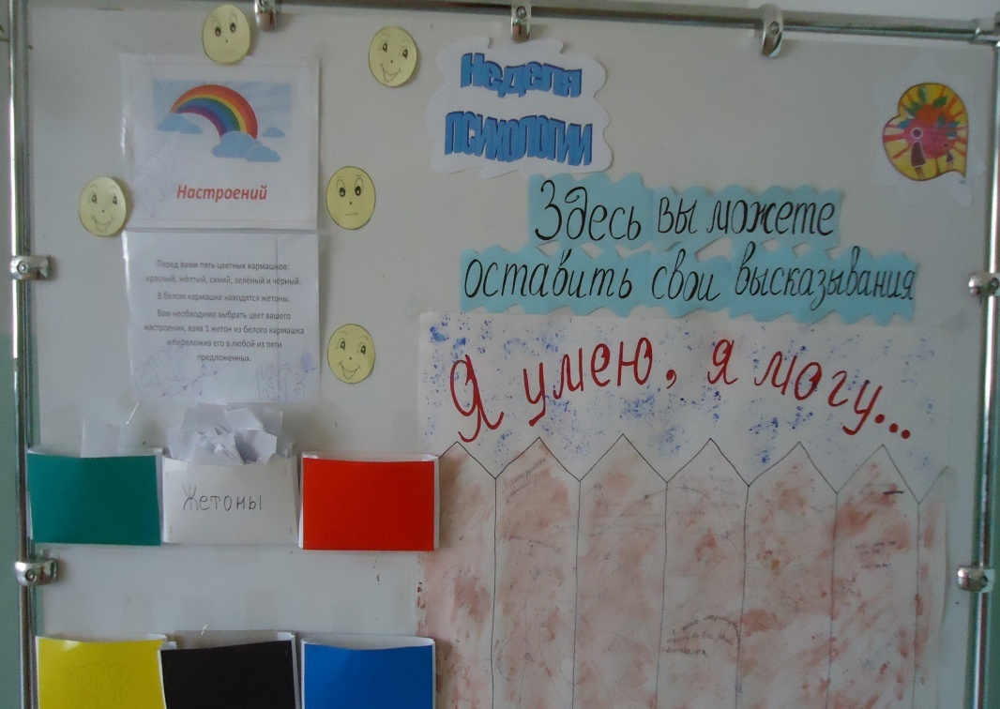 Неделя
психологии
Настроений
Здесь вы можете
оставить свои высказывания
Перед вами пять цветных кармашков:
красный, жёлтый, синий, зелёный и чёрный.
В белом кармашке находятся жетоны.
Вам необходимо выбрать цвет вашего
настроения, взяв 1 жетон из белого кармашка
и переложив его в любой из пяти
предложенных.
Я умею, я могу...
Жетоны